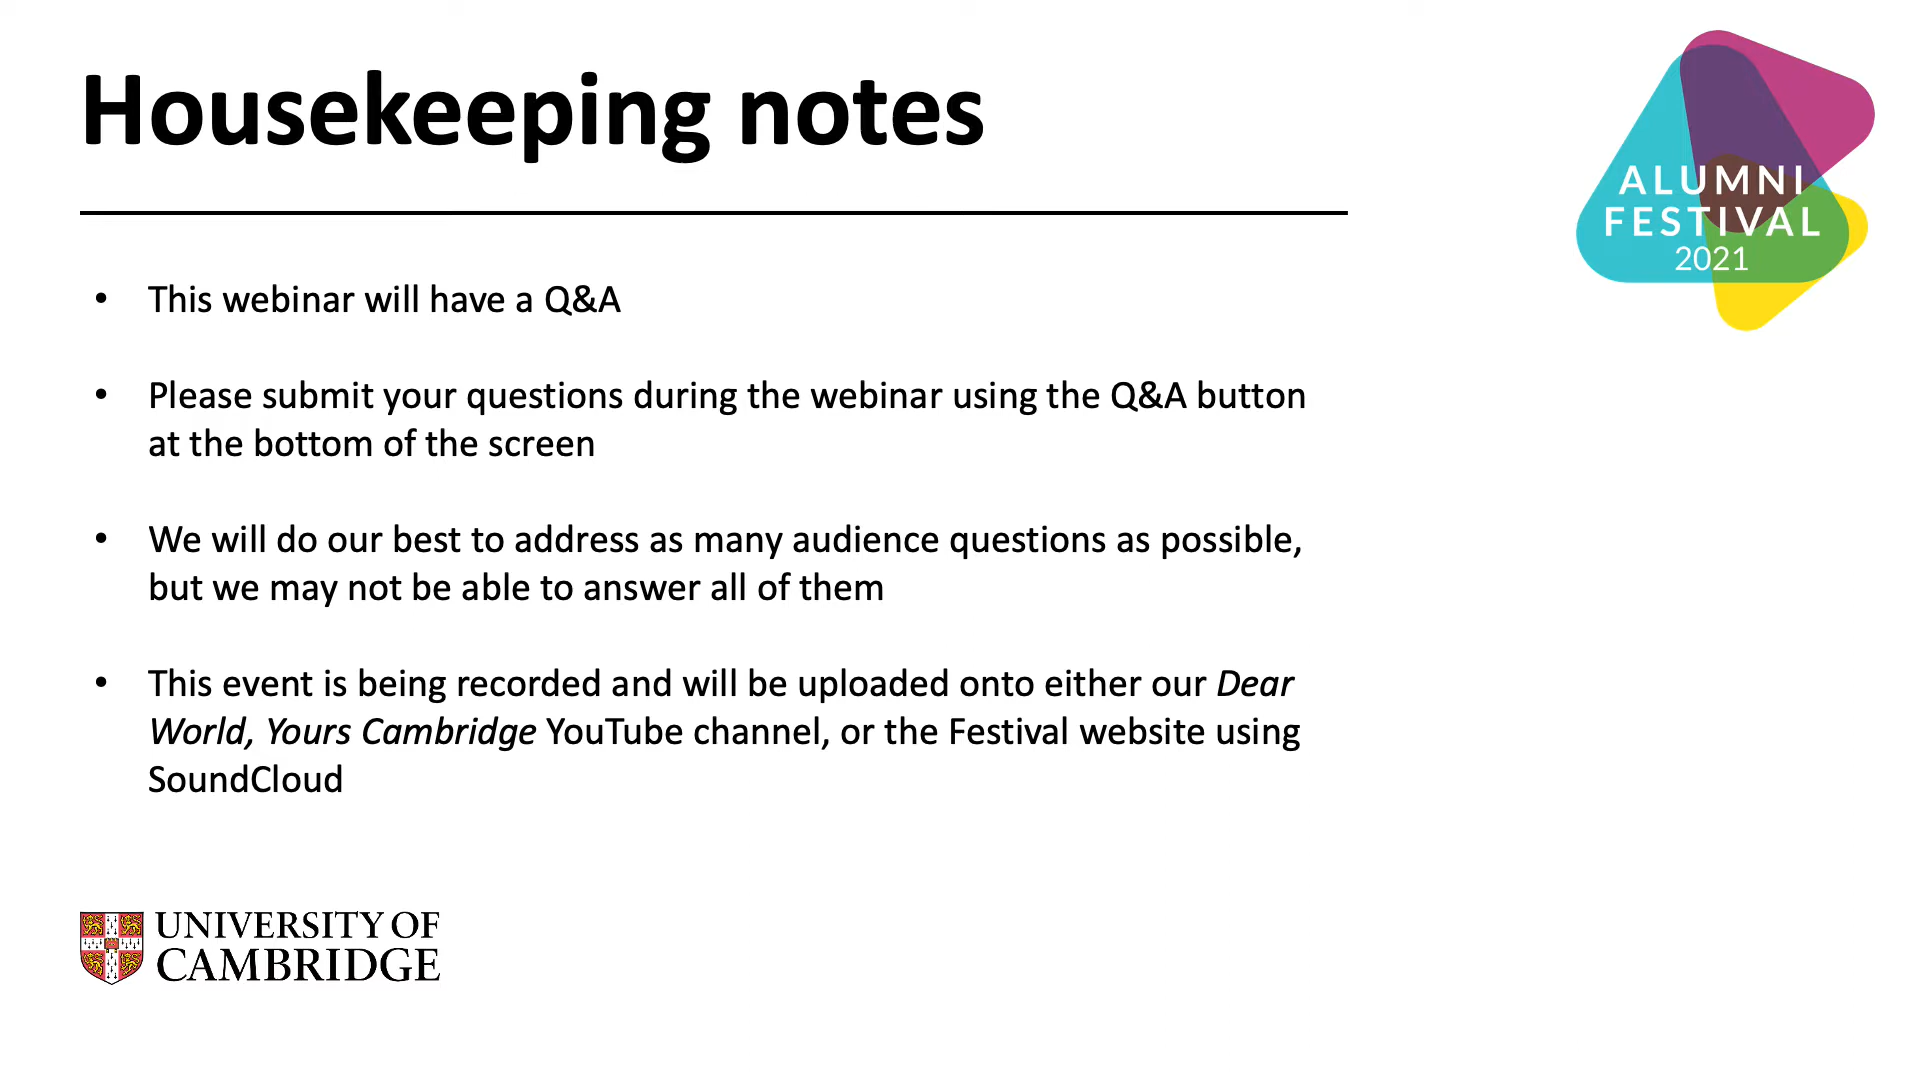 Housekeeping notes
ALUMNI
FESTIVAL
2021
• This webinar will have a Q&A
• Please submit your questions during the webinar using the Q&A button
at the bottom of the screen
• We will do our best to address as many audience questions as possible,
but we may not be able to answer all of them
• This event is being recorded and will be uploaded onto either our Dear
World, Yours Cambridge YouTube channel, or the Festival website using
SoundCloud
UNIVERSITY OF
CAMBRIDGE